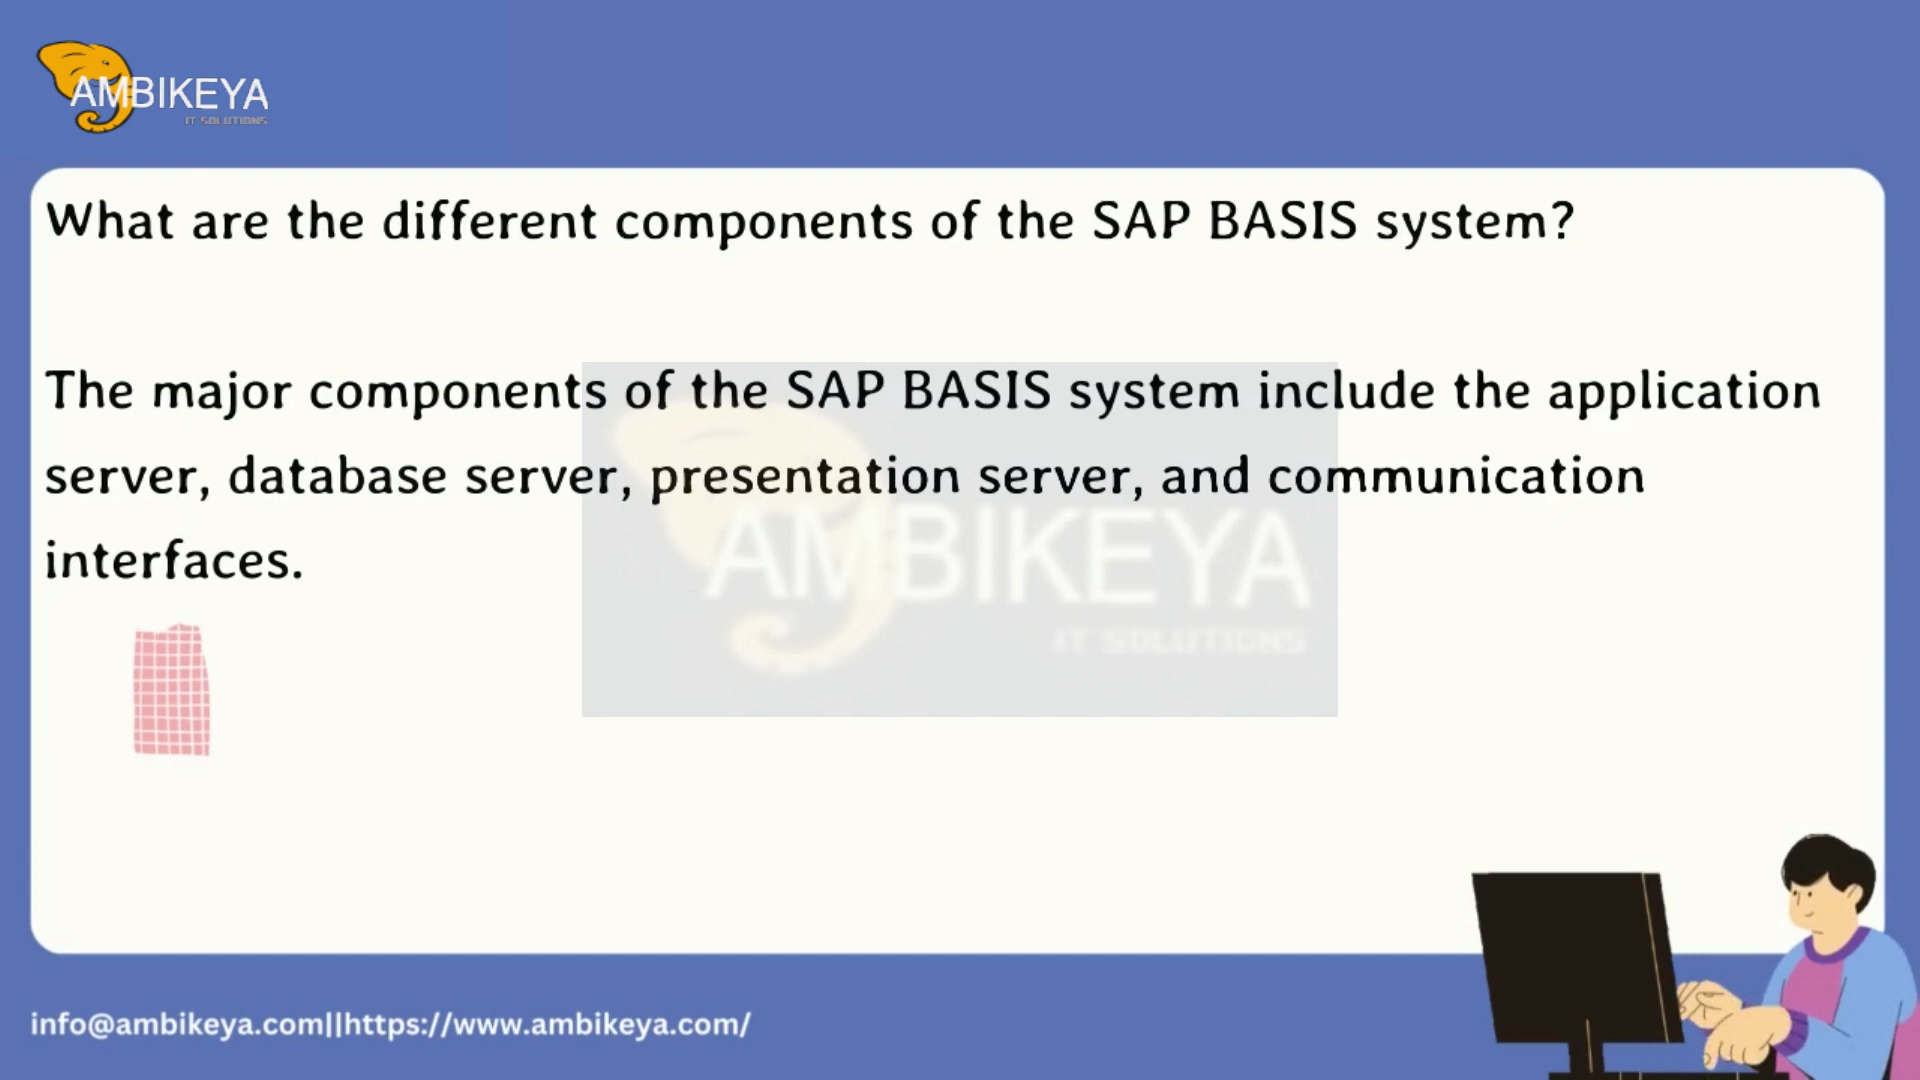 AMBIKEYA
IT SOLUTIONS
What are the different components of the SAP BASIS system?
The major components of the SAP BASIS system include the application
server, database server, presentation server, and communication
interfaces.
AMBIKEYA
IT SOLUTIONS
info@ambikeya.com||https://www.ambikeya.com/